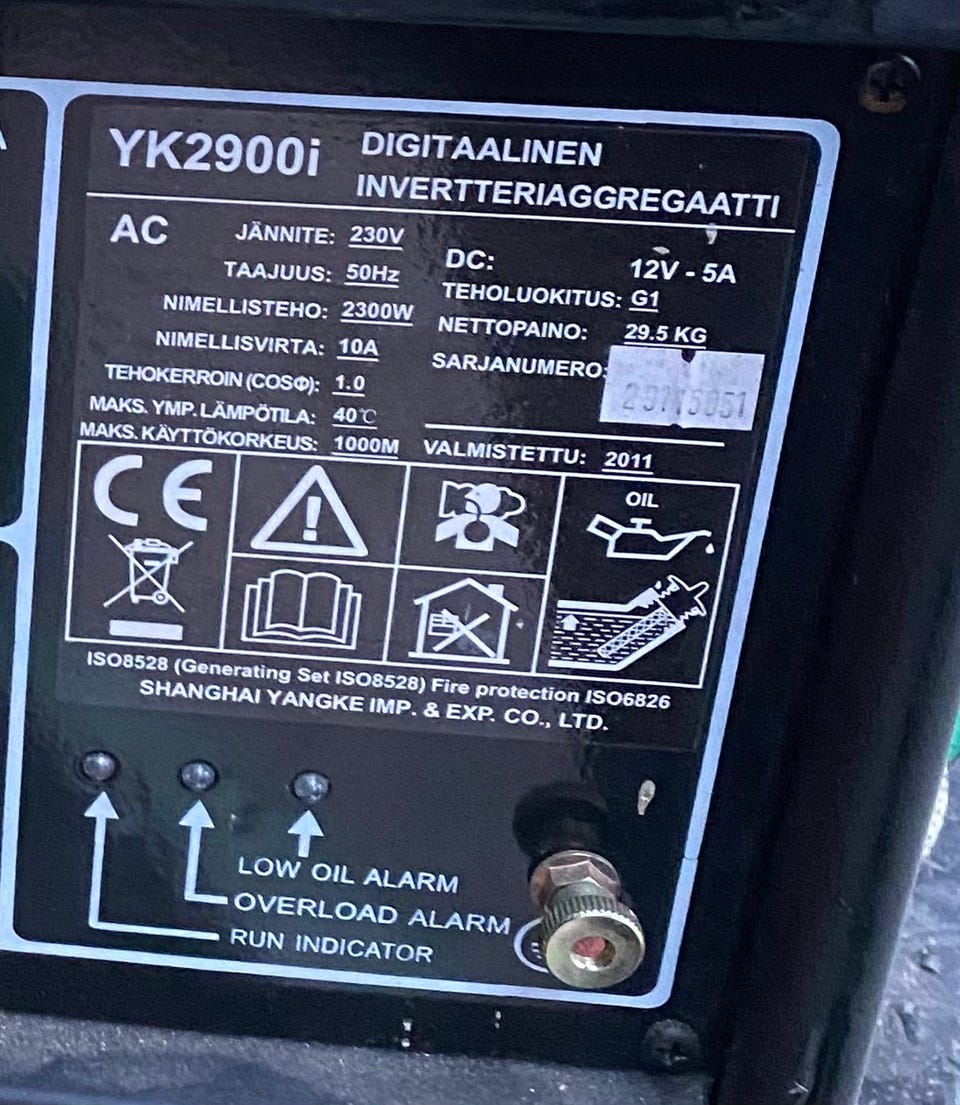 YK2900i
DIGITAALINEN
INVERTTERIAGGREGAATTI
AC
JÄNNITE: 230V
TAAJUUS: 50Hz
NIMELLISTEHO: 2300W
NIMELLISVIRTA: 10A
TEHOKERROIN (COSΦ): 1.0
MAKS. YMP. LÄMPÖTILA: 40℃
MAKS. KÄYTTÖKORKEUS: 1000M
DC: 12V - 5A
TEHOLUOKITUS: G1
NETTOPAINO: 29.5 KG
SARJANUMERO:
VALMISTETTU: 2011
CE
OIL
ISO8528 (Generating Set ISO8528) Fire protection ISO6826
SHANGHAI YANGKE IMP. & EXP. CO., LTD.
LOW OIL ALARM
OVERLOAD ALARM
RUN INDICATOR